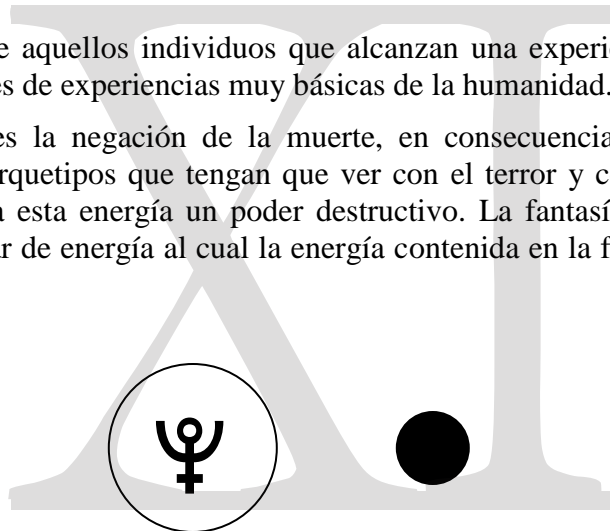 e aquellos individuos que alcanzan una experi
es de experiencias muy básicas de la humanidad.
es la negación de la muerte, en consecuencia
rquetipos que tengan que ver con el terror y c
a esta energía un poder destructivo. La fantasí
ar de energía al cual la energía contenida en la f
XI